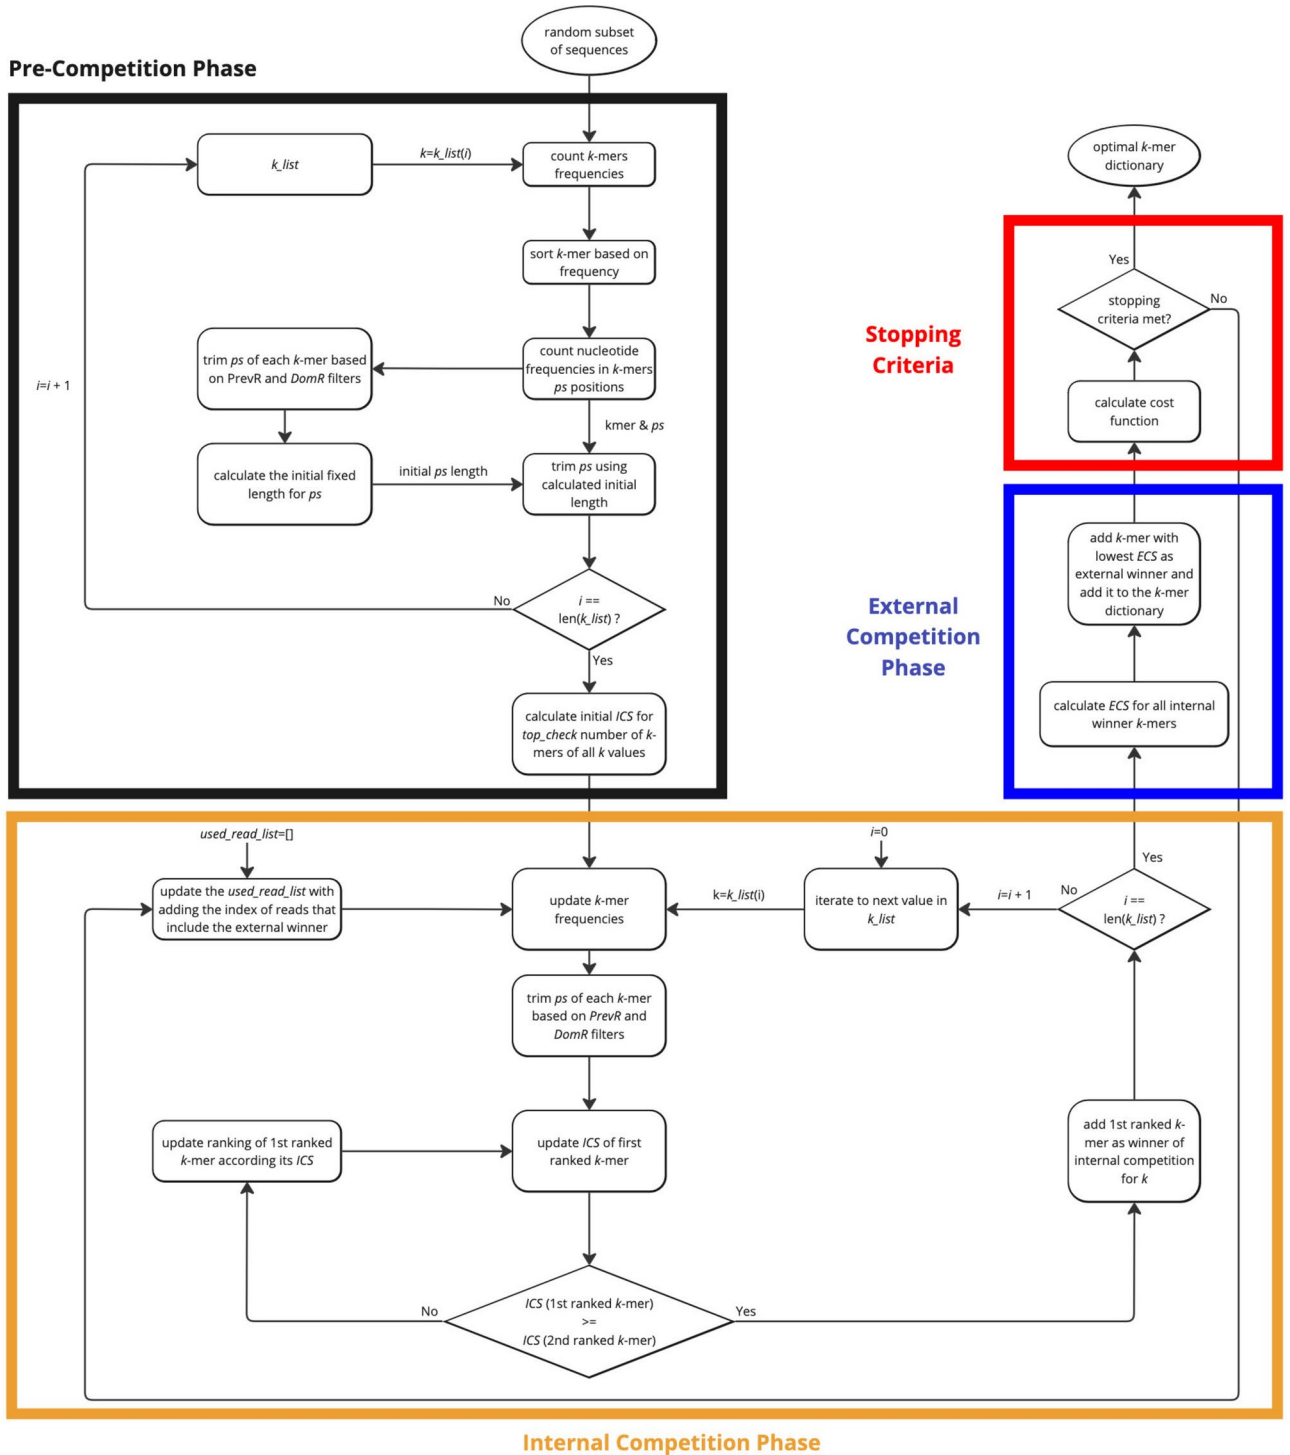 random subset
of sequences
Pre-Competition Phase
k_list
k=k_list(i)
count k-mers
frequencies
sort k-mer based on
frequency
trim ps of each k-mer based
on PrevR and DomR filters
count nucleotide
frequencies in k-mers
ps positions
i=i + 1
kmer & ps
calculate the initial fixed
length for ps
initial ps length
trim ps using
calculated initial
length
No
i ==
len(k_list) ?
Yes
calculate initial ICS for
top_check number of k-
mers of all k values
optimal k-mer
dictionary
Yes
stopping
criteria met?
No
Stopping
Criteria
calculate cost
function
add k-mer with
lowest ECS as
external winner and
add it to the k-mer
dictionary
External
Competition
Phase
calculate ECS for all internal
winner k-mers
used_read_list=[]
update the used_read_list with
adding the index of reads that
include the external winner
update k-mer
frequencies
k=k_list(i)
i=0
iterate to next value in
k_list
i=i + 1
No
Yes
i ==
len(k_list) ?
trim ps of each k-mer
based on PrevR and
DomR filters
update ranking of 1st ranked
k-mer according its ICS
update ICS of first
ranked k-mer
add 1st ranked k-
mer as winner of
internal competition
for k
No
ICS (1st ranked k-mer)
>=
ICS (2nd ranked k-mer)
Yes
Internal Competition Phase